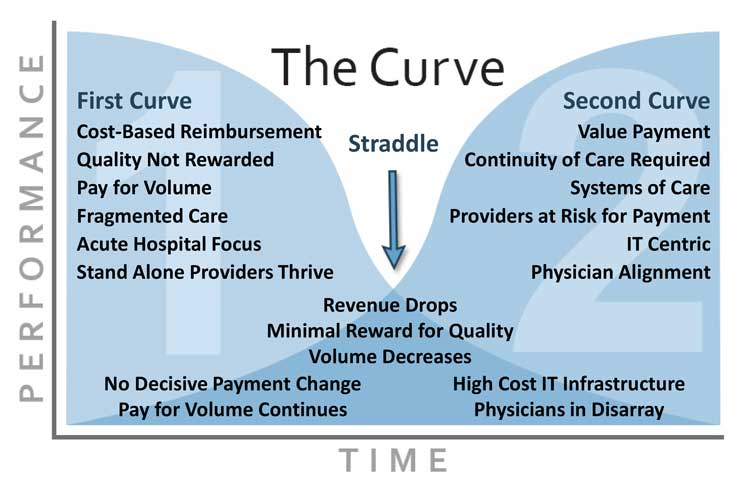 The Curve
First Curve
Cost-Based Reimbursement
Quality Not Rewarded
Pay for Volume
Fragmented Care
Acute Hospital Focus
Stand Alone Providers Thrive
1
Straddle
Second Curve
Value Payment
Continuity of Care Required
Systems of Care
Providers at Risk for Payment
IT Centric
Physician Alignment
2
Revenue Drops
Minimal Reward for Quality
Volume Decreases
No Decisive Payment Change
Pay for Volume Continues
High Cost IT Infrastructure
Physicians in Disarray
PERFORMANCE
TIME